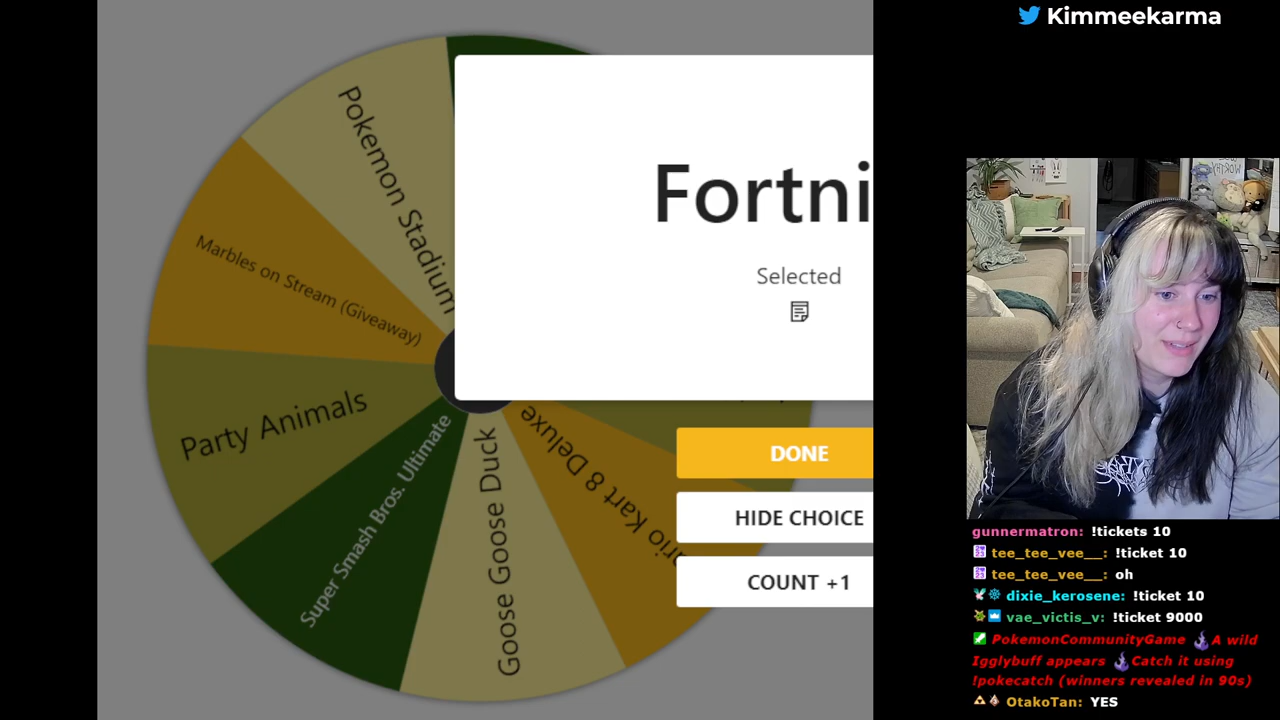 Kimmeekarma
Pokemon Stadium
Fortni
Marbles on Stream (Giveaway)
Selected
Party Animals
Super Smash Bros. Ultimate
Goose Goose Duck
rio Kart 8 Deluxe
DONE
HIDE CHOICE
COUNT +1
gunnermatron: !tickets 10
tee_tee_vee__: !ticket 10
tee_tee_vee__: oh
dixie_kerosene: !ticket 10
vae_victis_v: !ticket 9000
PokemonCommunityGame A wild
Igglybuff appears Catch it using
!pokecatch (winners revealed in 90s)
OtakoTan: YES